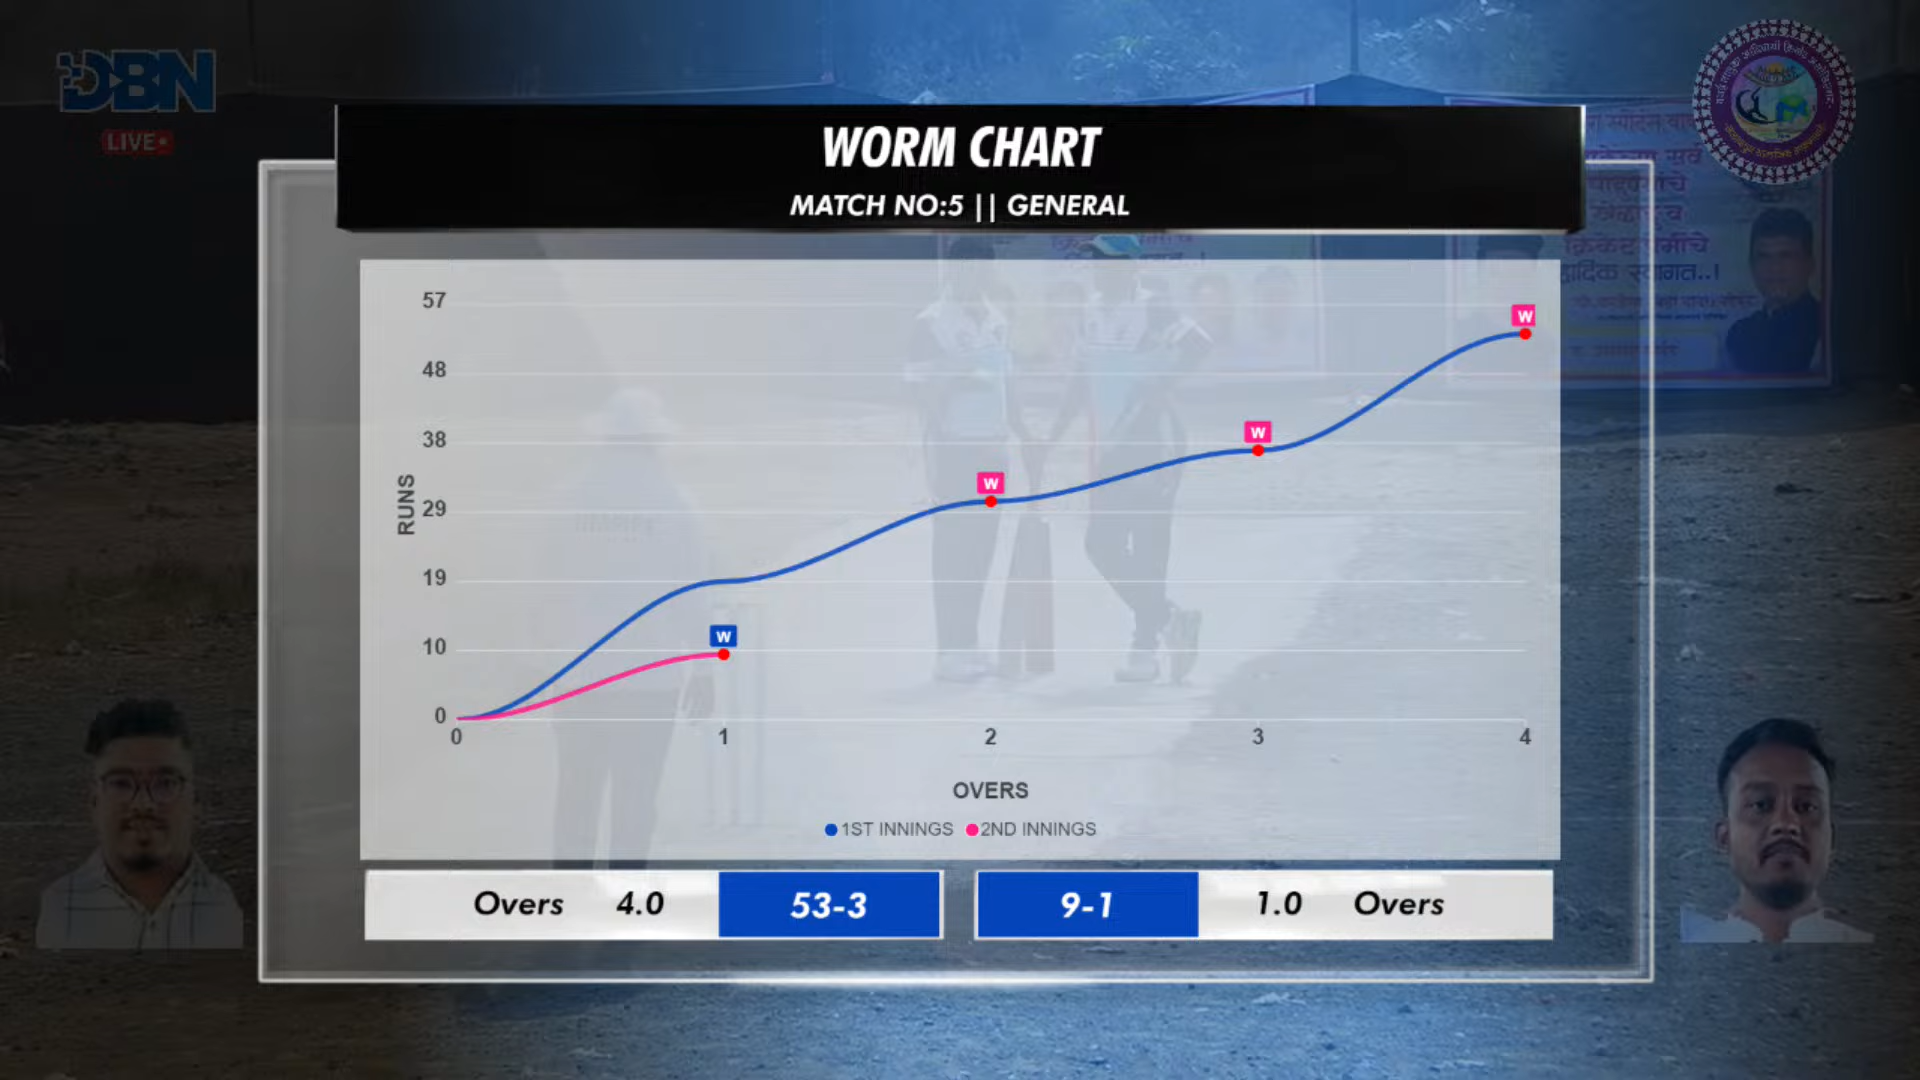 DBN
LIVE
WORM CHART
MATCH NO:5 || GENERAL
57
48
38
29
19
10
0
RUNS
W
W
W
W
0 1 2 3 4
OVERS
1ST INNINGS 2ND INNINGS
Overs 4.0 53-3 9-1 1.0 Overs
क्रिकेट प्रेमींचे
हार्दिक स्वागत..!